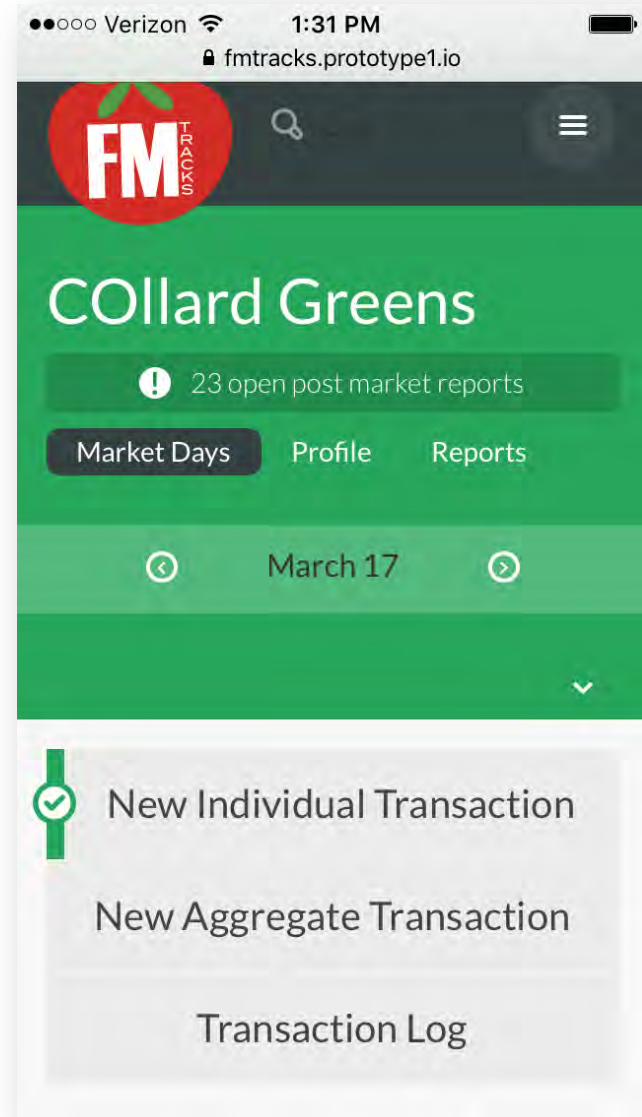 Verizon 1:31 PM
fmtracks.prototype1.io
FM TRACKS
COllard Greens
23 open post market reports
Market Days Profile Reports
March 17
New Individual Transaction
New Aggregate Transaction
Transaction Log